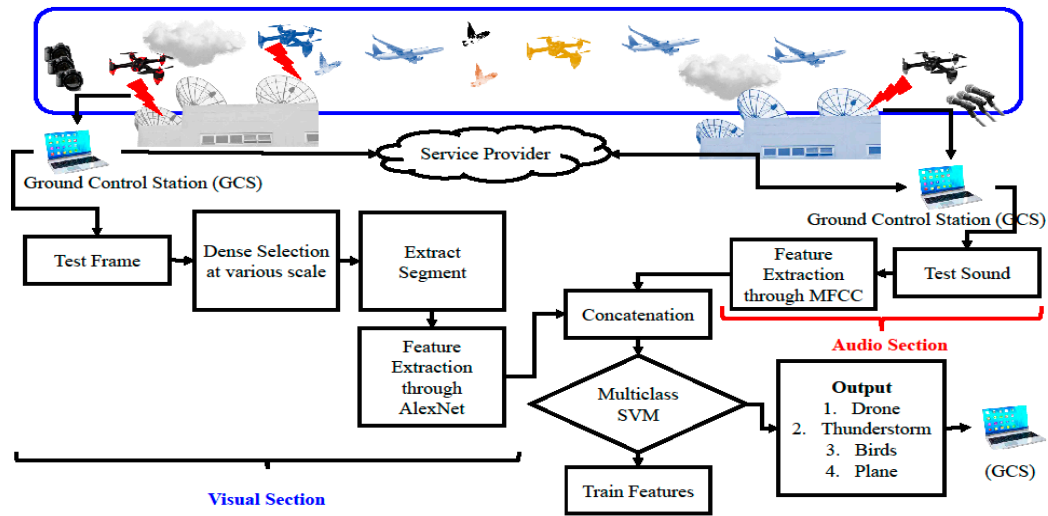 Service Provider
Ground Control Station (GCS)
Ground Control Station (GCS)
Test Frame
Dense Selection
at various scale
Extract
Segment
Feature
Extraction
through
AlexNet
Concatenation
Feature
Extraction
through MFCC
Test Sound
Audio Section
Multiclass
SVM
Train Features
Output
1. Drone
2. Thunderstorm
3. Birds
4. Plane
(GCS)
Visual Section